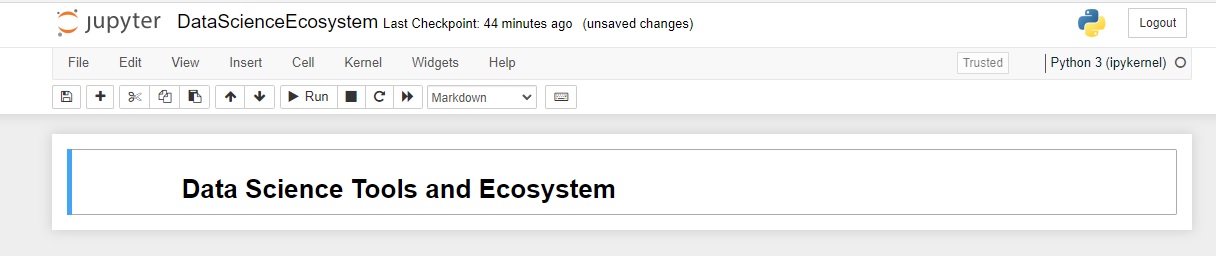 jupyter DataScienceEcosystem Last Checkpoint: 44 minutes ago (unsaved changes) Logout
File Edit View Insert Cell Kernel Widgets Help Trusted Python 3 (ipykernel)
Run Markdown
Data Science Tools and Ecosystem